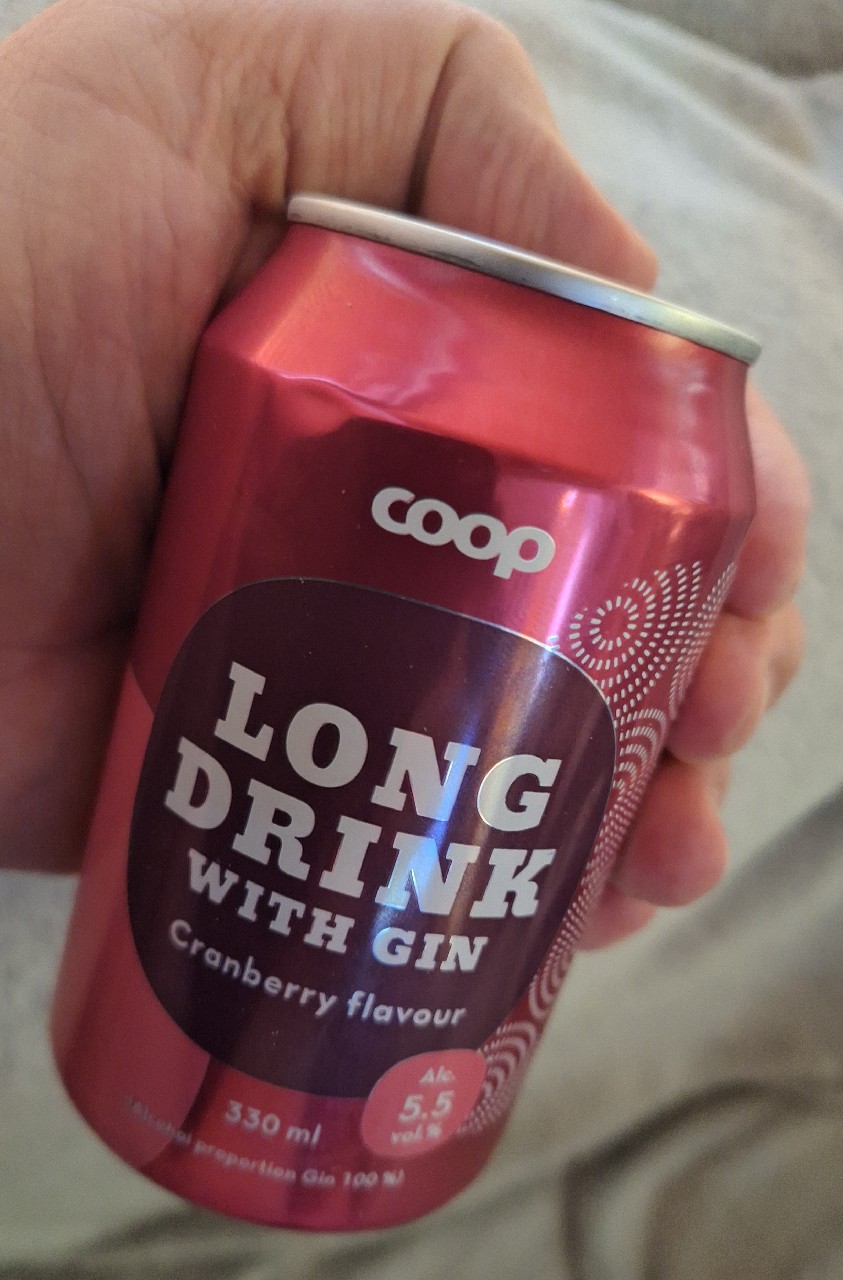 coop
LONG
DRINK
WITH GIN
Cranberry flavour
Alc.
5.5
vol.%
330 ml
(Alcohol proportion Gin 100 %)